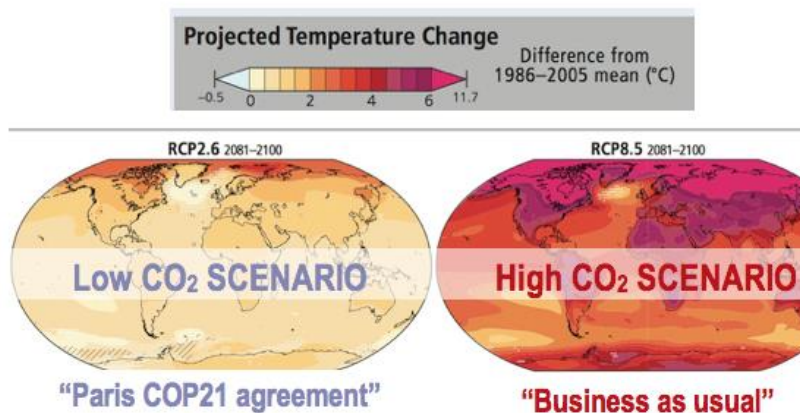 Projected Temperature Change
Difference from
1986–2005 mean (°C)
−0.5 0 2 4 6 11.7
RCP2.6 2081–2100
RCP8.5 2081–2100
Low CO₂ SCENARIO
High CO₂ SCENARIO
“Paris COP21 agreement”
“Business as usual”